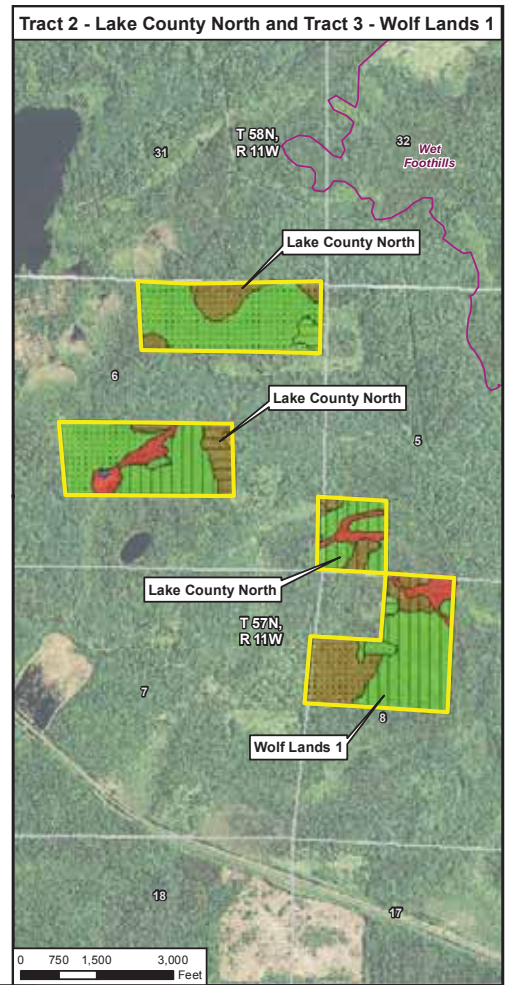 Tract 2 - Lake County North and Tract 3 - Wolf Lands 1
T 58N,
R 11W
31
32
Wet
Foothills
Lake County North
6
Lake County North
5
Lake County North
T 57N,
R 11W
7
8
Wolf Lands 1
18
17
0 750 1,500 3,000
Feet